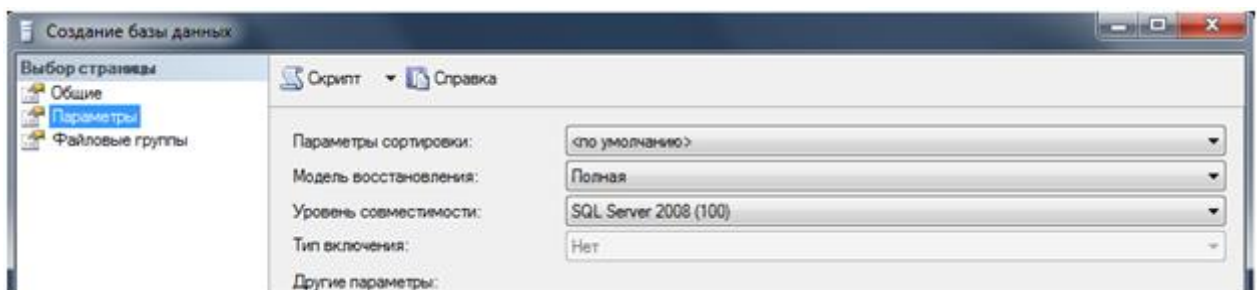 Создание базы данных
Выбор страницы
Общие
Параметры
Файловые группы
Скрипт Справка
Параметры сортировки: <по умолчанию>
Модель восстановления: Полная
Уровень совместимости: SQL Server 2008 (100)
Тип включения: Нет
Другие параметры: